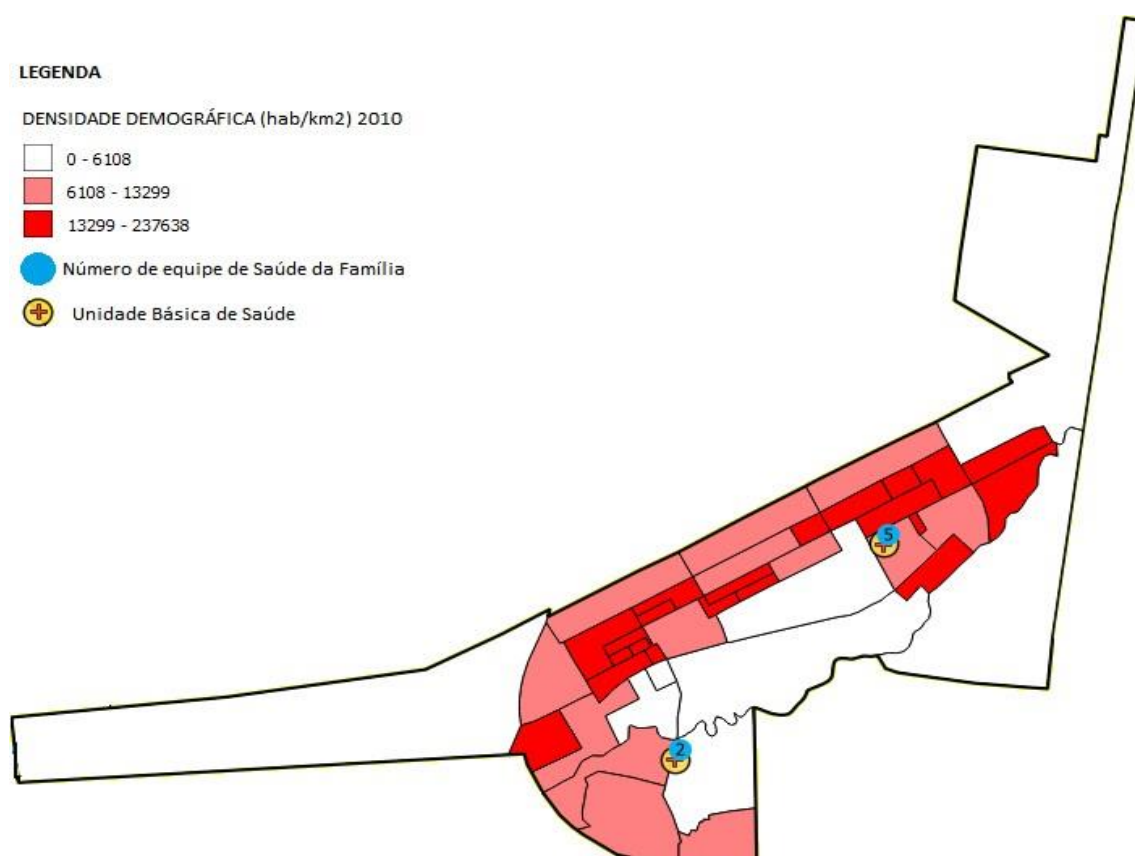 LEGENDA
DENSIDADE DEMOGRÁFICA (hab/km2) 2010
0 - 6108
6108 - 13299
13299 - 237638
Número de equipe de Saúde da Família
Unidade Básica de Saúde
5
2